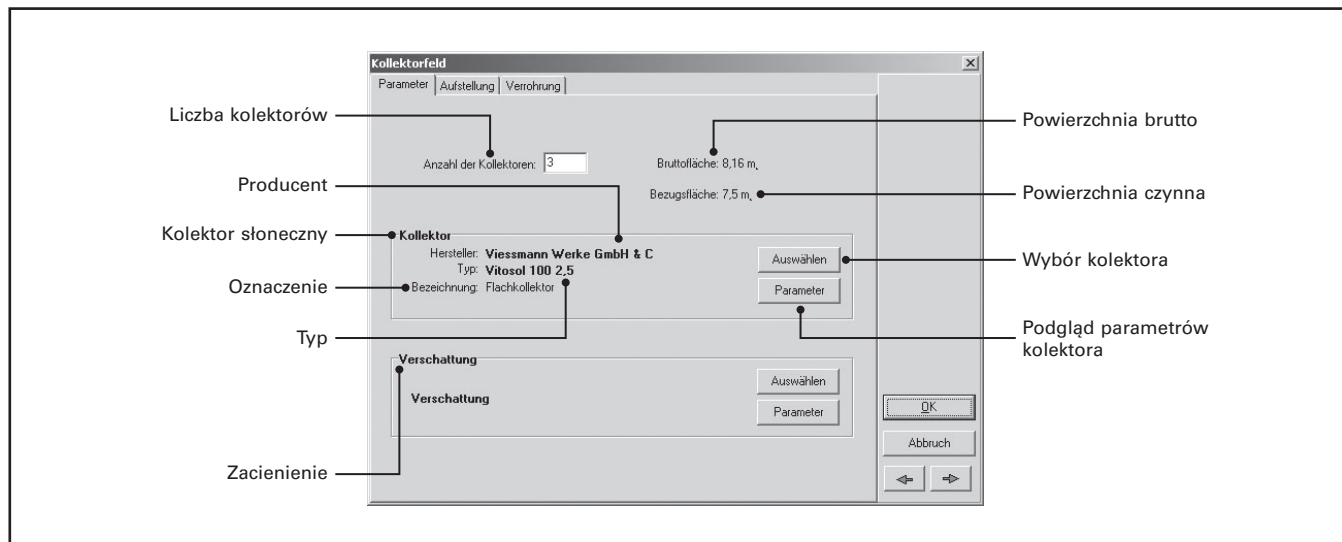 Kollektorfeld
Parameter Aufstellung Verrohrung
Liczba kolektorów
Powierzchnia brutto
Anzahl der Kollektoren: 3
Bruttofläche: 8,16 m²
Producent
Bezugsfläche: 7,5 m²
Powierzchnia czynna
Kolektor słoneczny
Kollektor
Hersteller: Viessmann Werke GmbH & C
Auswählen
Wybór kolektora
Typ: Vitosol 100 2,5
Oznaczenie
Bezeichnung: Flachkollektor
Parameter
Typ
Podgląd parametrów
kolektora
Verschattung
Auswählen
Verschattung
Parameter
OK
Abbruch
Zacienienie